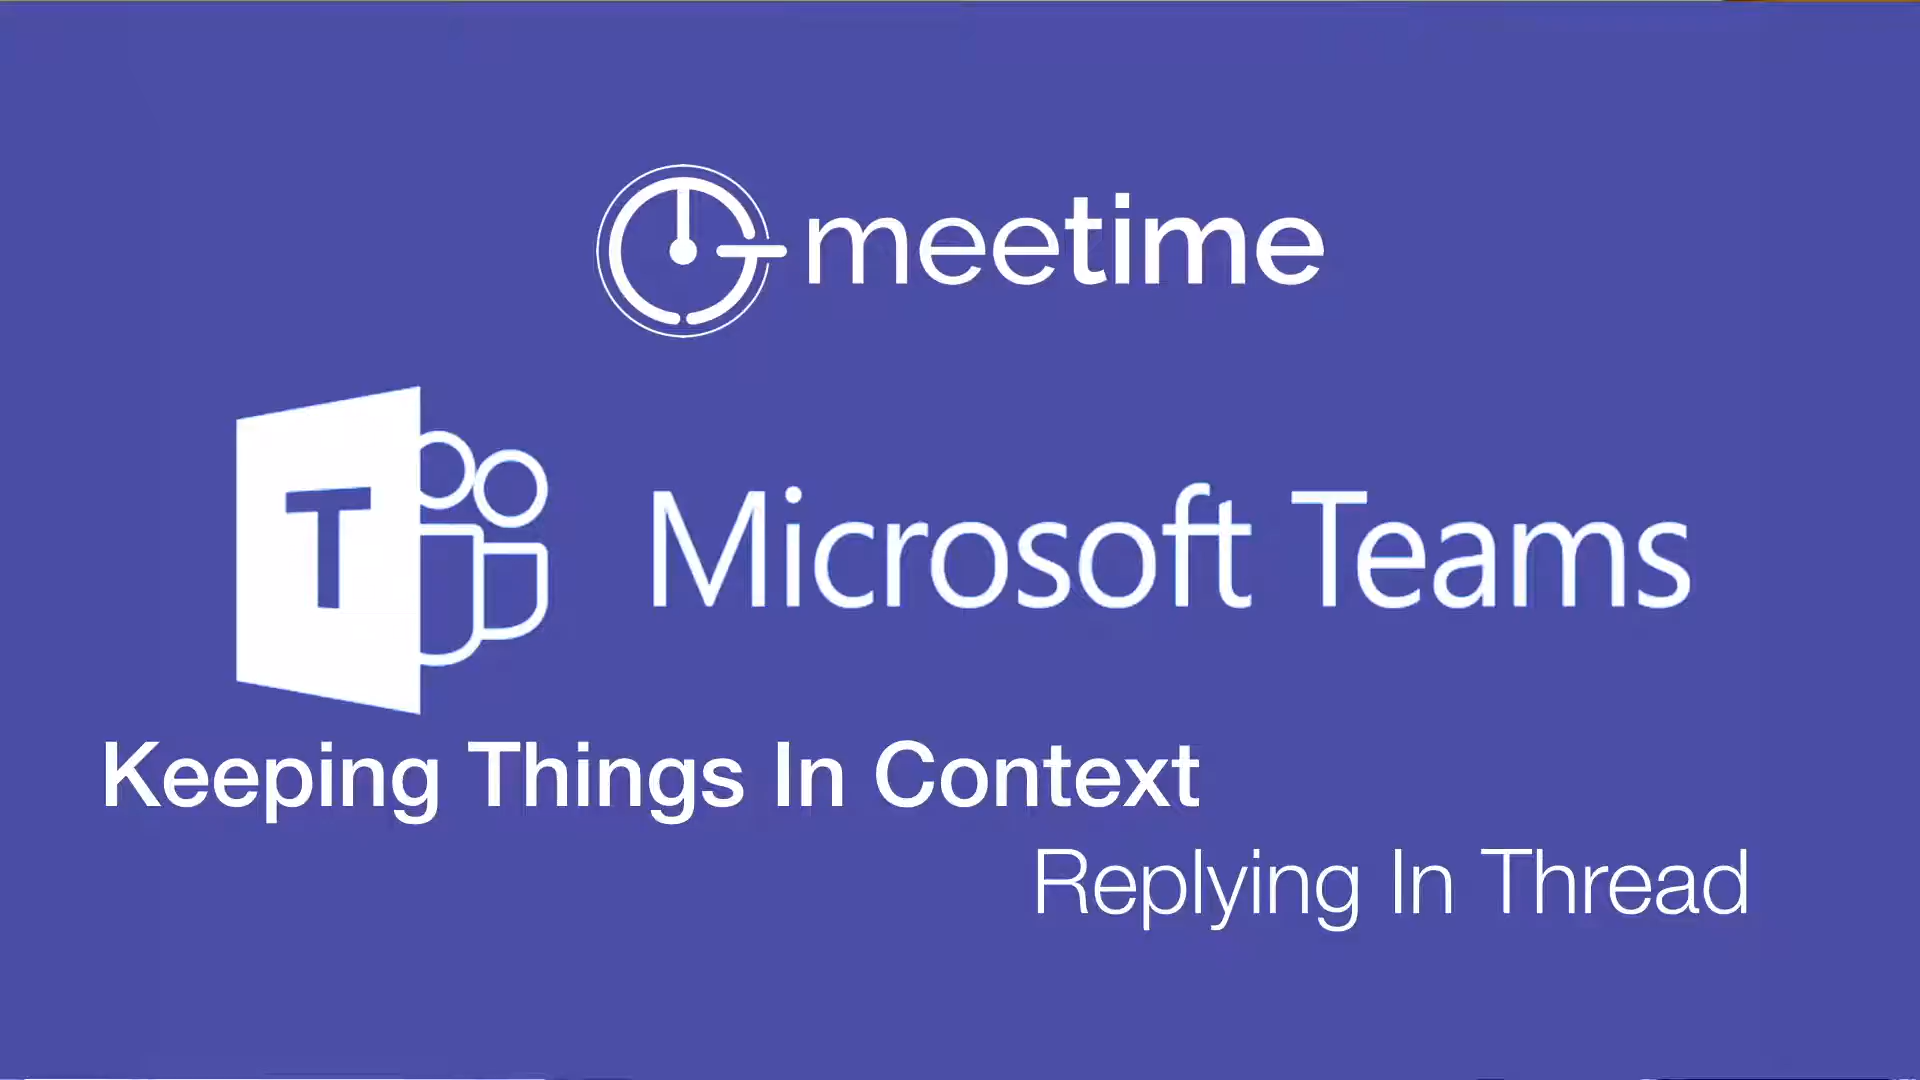 meetime
T Microsoft Teams
Keeping Things In Context
Replying In Thread